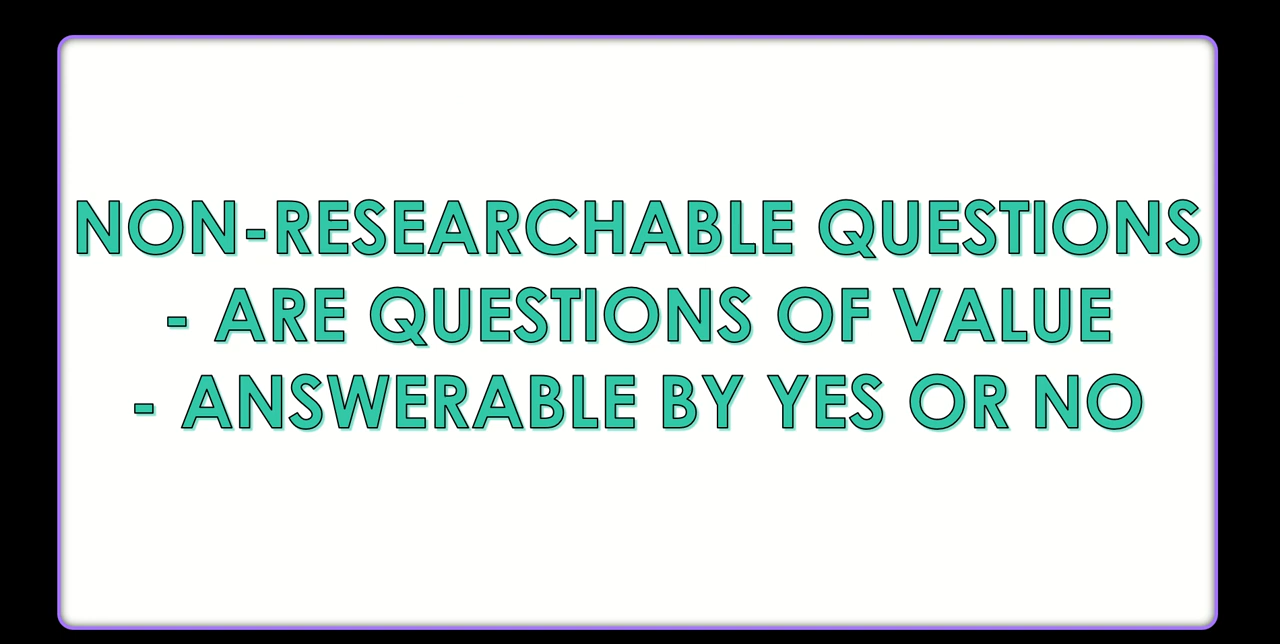 NON-RESEARCHABLE QUESTIONS
- ARE QUESTIONS OF VALUE
- ANSWERABLE BY YES OR NO